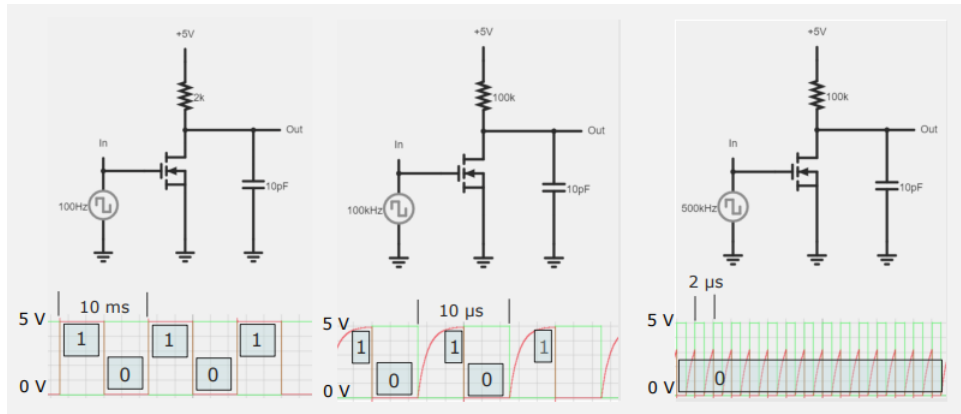 +5V
2k
Out
In
10pF
100Hz
10 ms
5 V
1
1
1
0
0
0 V
+5V
100k
Out
In
10pF
100kHz
10 µs
5 V
1
1
1
0
0
0 V
+5V
100k
Out
In
10pF
500kHz
2 µs
5 V
0
0 V